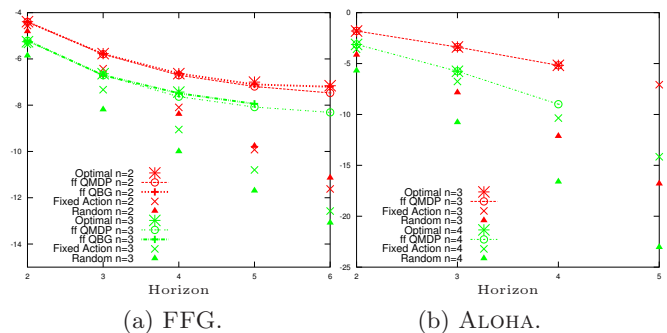 -4
-6
-8
-10
-12
-14
Optimal n=2
ff QMDP n=2
ff QBG n=2
Fixed Action n=2
Random n=2
Optimal n=3
ff QMDP n=3
ff QBG n=3
Fixed Action n=3
Random n=3
2 3 4 5 6
Horizon
(a) FFG.
0
-5
-10
-15
-20
-25
Optimal n=3
ff QMDP n=3
Fixed Action n=3
Random n=3
Optimal n=4
ff QMDP n=4
Fixed Action n=4
Random n=4
2 3 4 5
Horizon
(b) ALOHA.